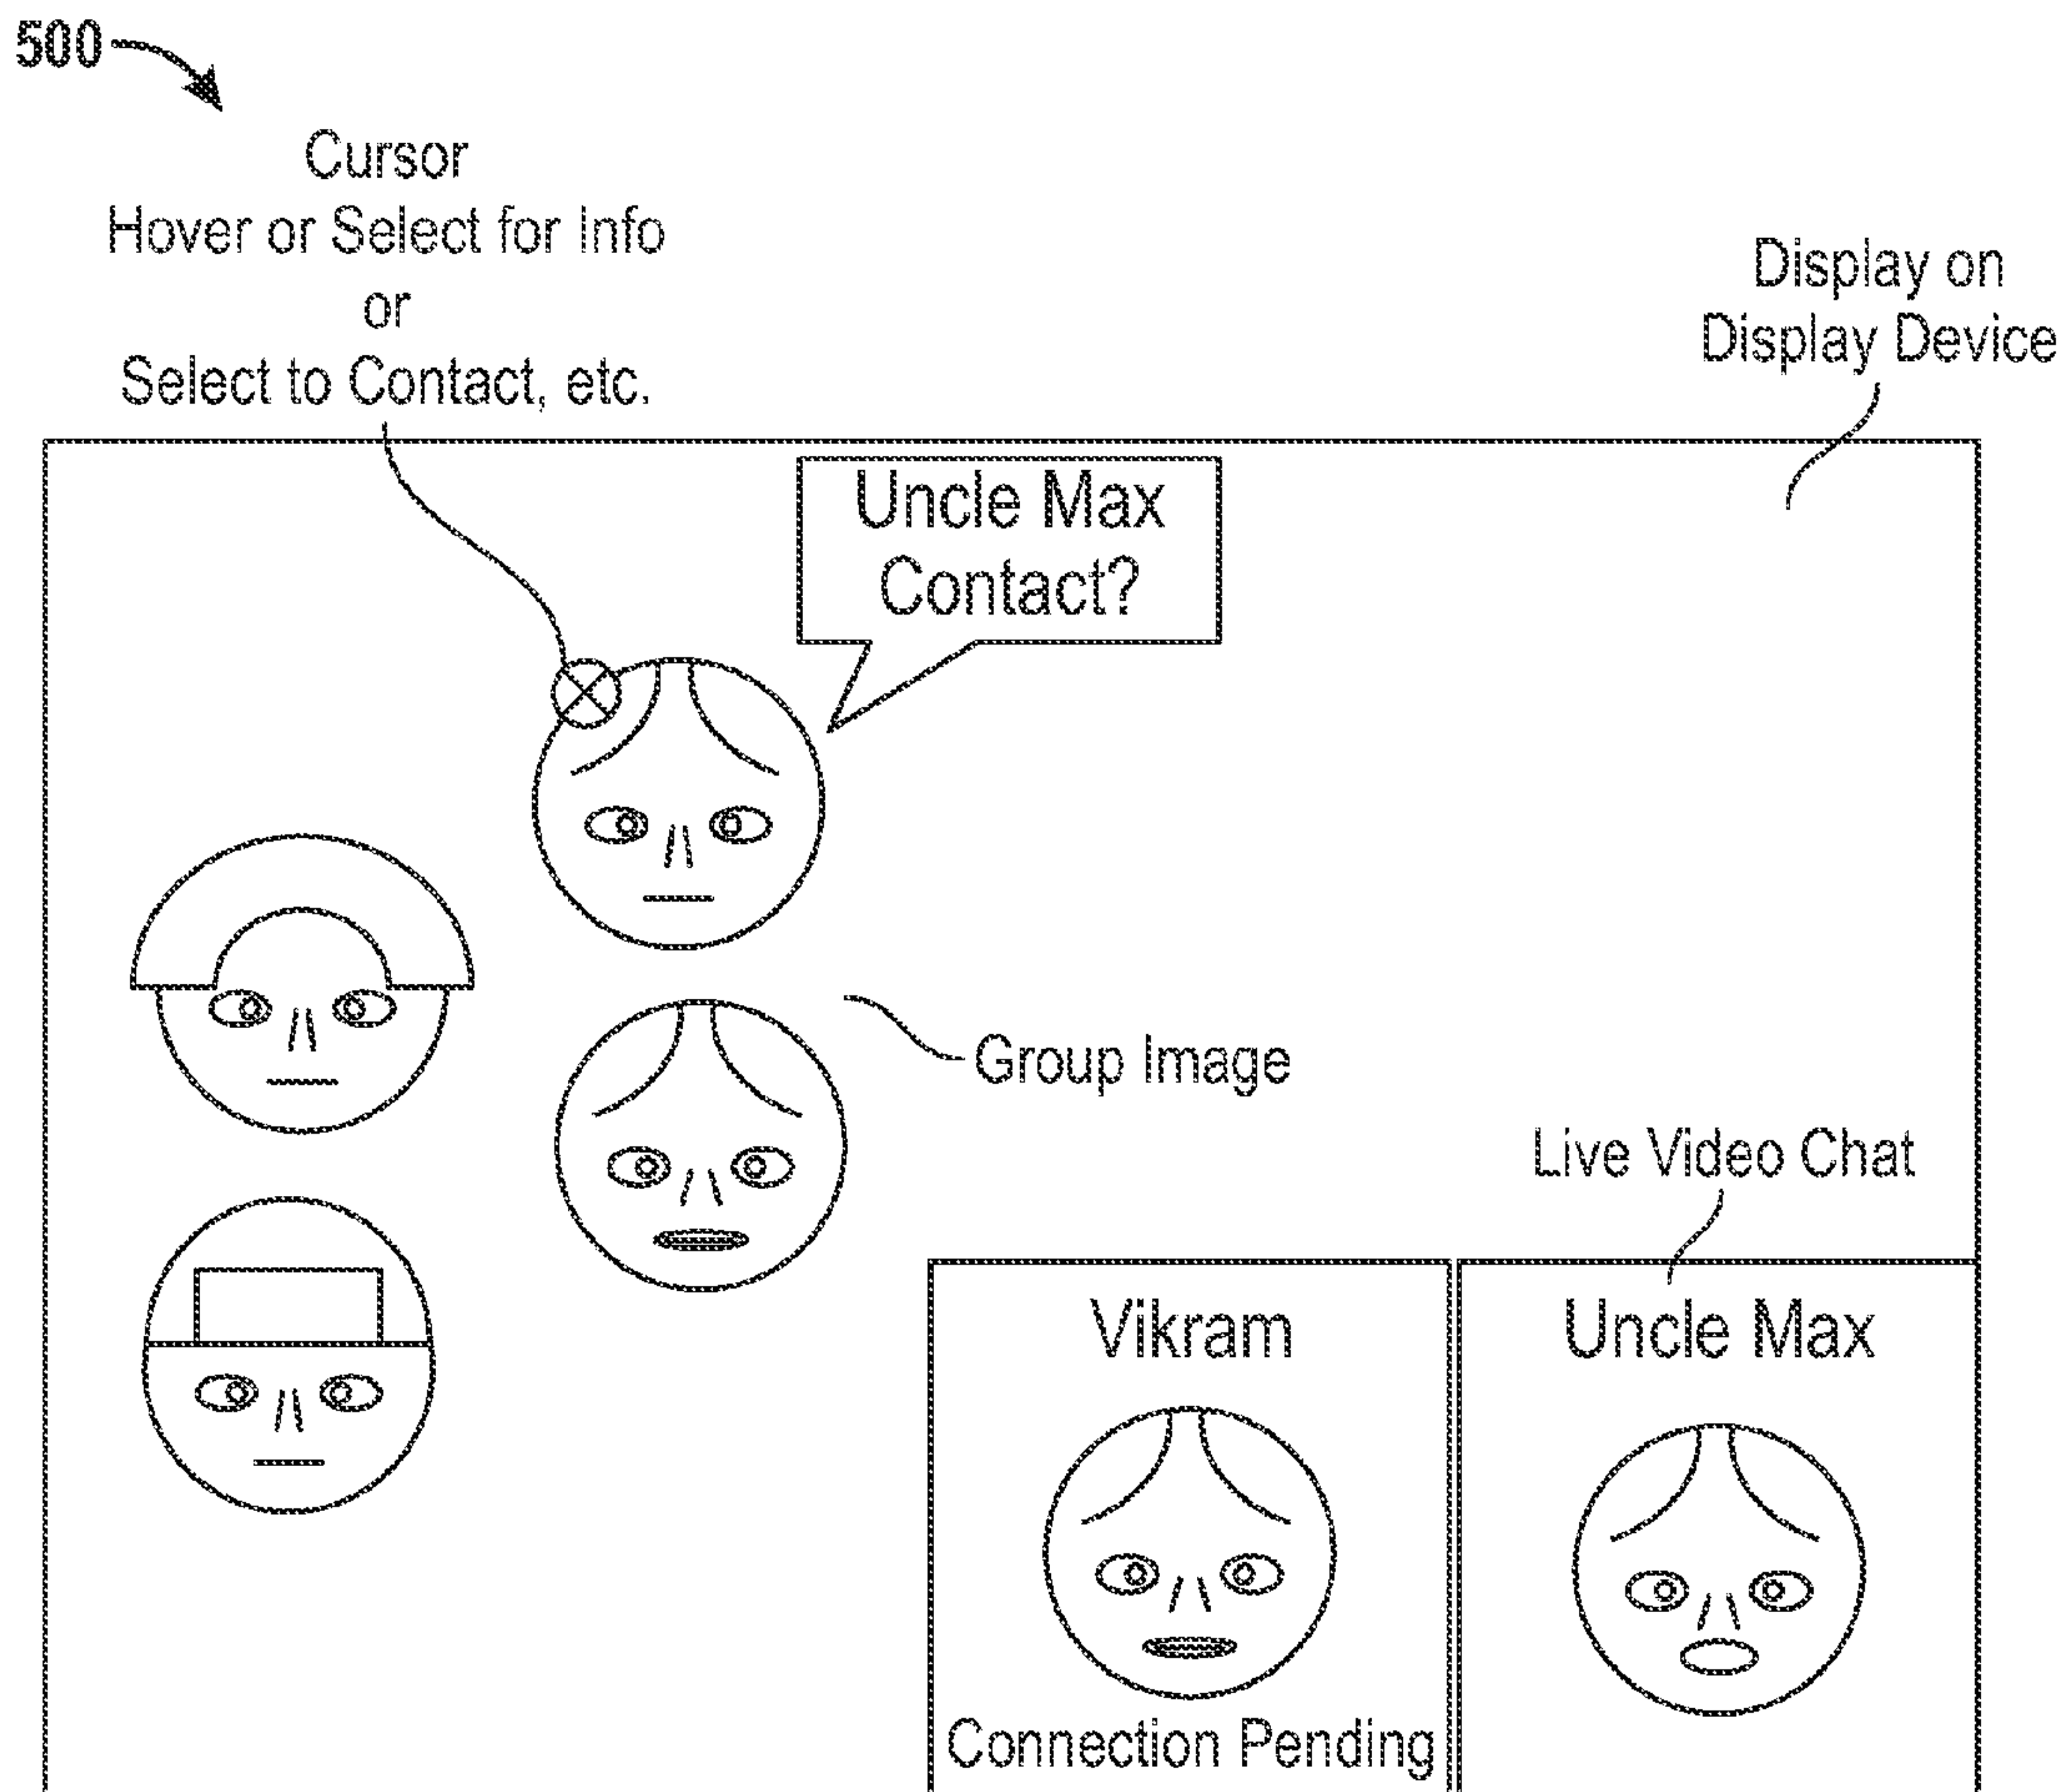 500
Cursor
Hover or Select for Info
or
Select to Contact, etc.
Display on
Display Device
Uncle Max
Contact?
Group Image
Live Video Chat
Vikram
Uncle Max
Connection Pending